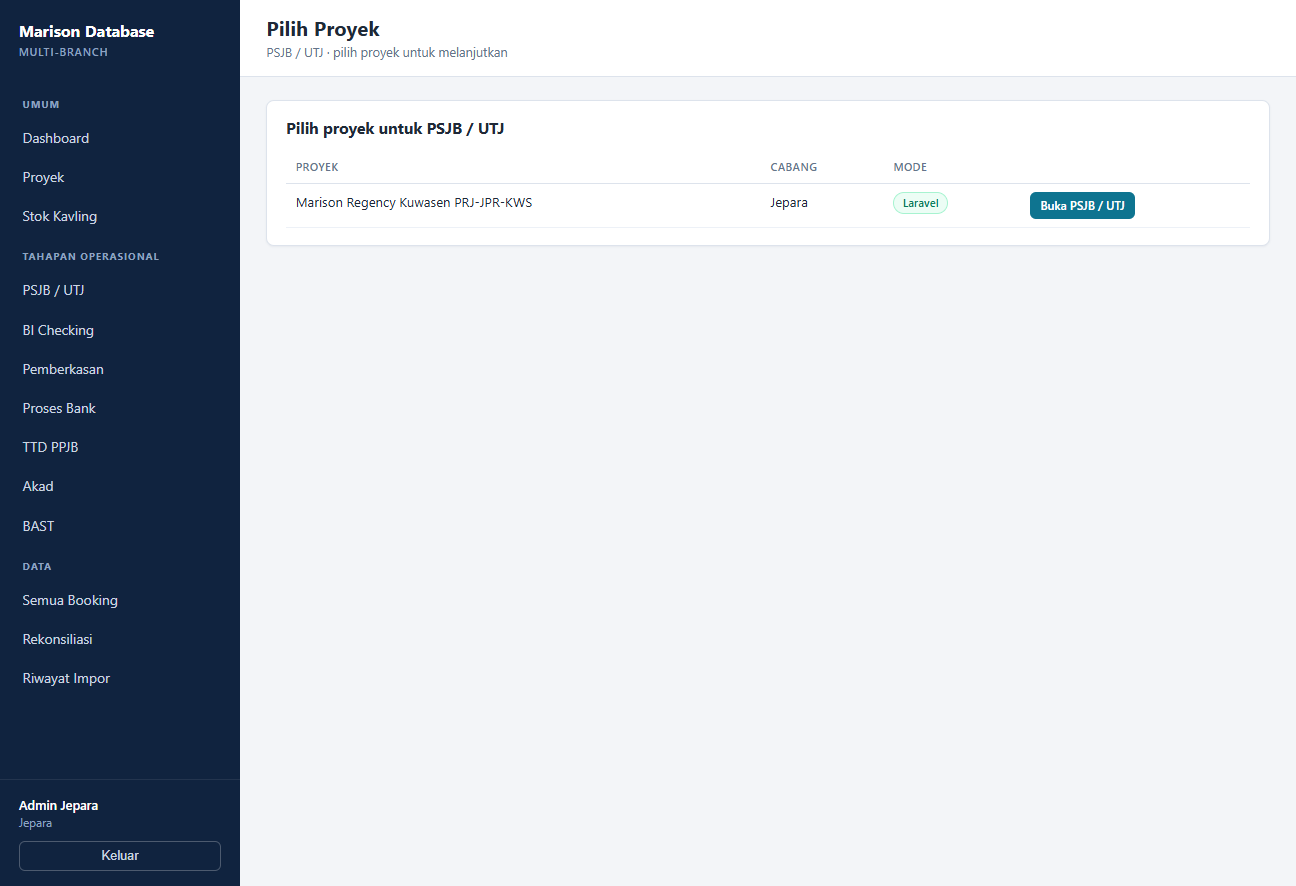 Marison Database
MULTI-BRANCH
UMUM
Dashboard
Proyek
Stok Kavling
TAHAPAN OPERASIONAL
PSJB / UTJ
BI Checking
Pemberkasan
Proses Bank
TTD PPJB
Akad
BAST
DATA
Semua Booking
Rekonsiliasi
Riwayat Impor
Admin Jepara
Jepara
Keluar
Pilih Proyek
PSJB / UTJ · pilih proyek untuk melanjutkan
Pilih proyek untuk PSJB / UTJ
PROYEK CABANG MODE
Marison Regency Kuwasen PRJ-JPR-KWS Jepara Laravel Buka PSJB / UTJ